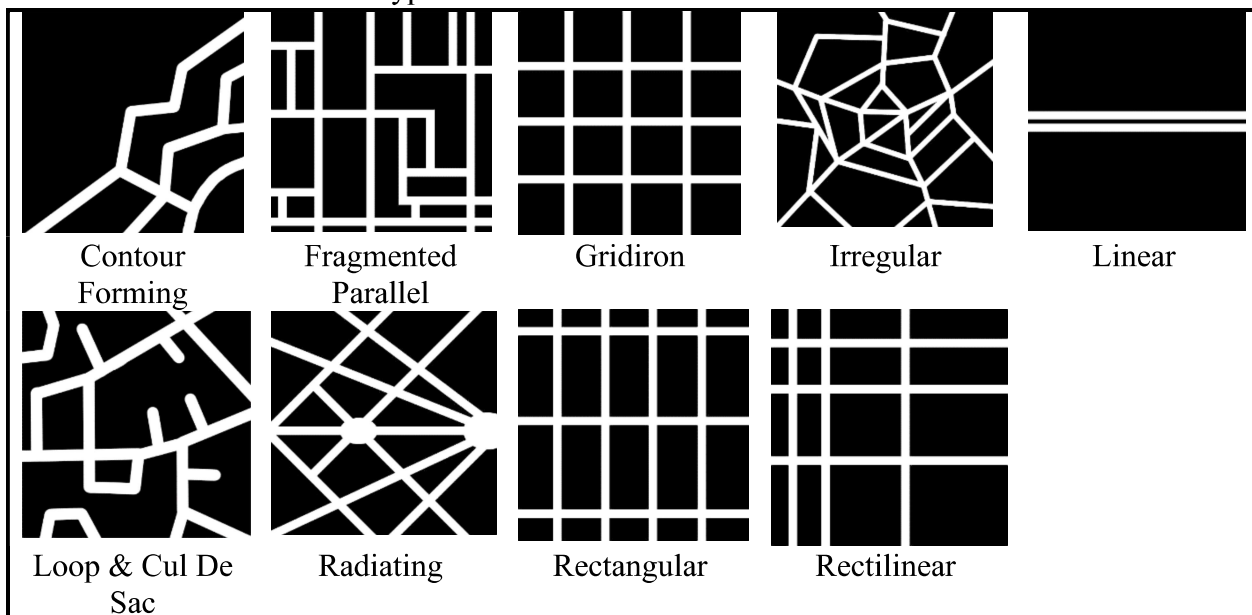 Contour
Forming
Fragmented
Parallel
Gridiron
Irregular
Linear
Loop & Cul De
Sac
Radiating
Rectangular
Rectilinear